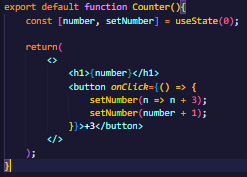 export default function Counter(){
    const [number, setNumber] = useState(0);

    return(
        <>
            <h1>{number}</h1>
            <button onClick={() => {
                setNumber(n => n + 3);
                setNumber(number + 1);
            }}>+3</button>
        </>
    );
}